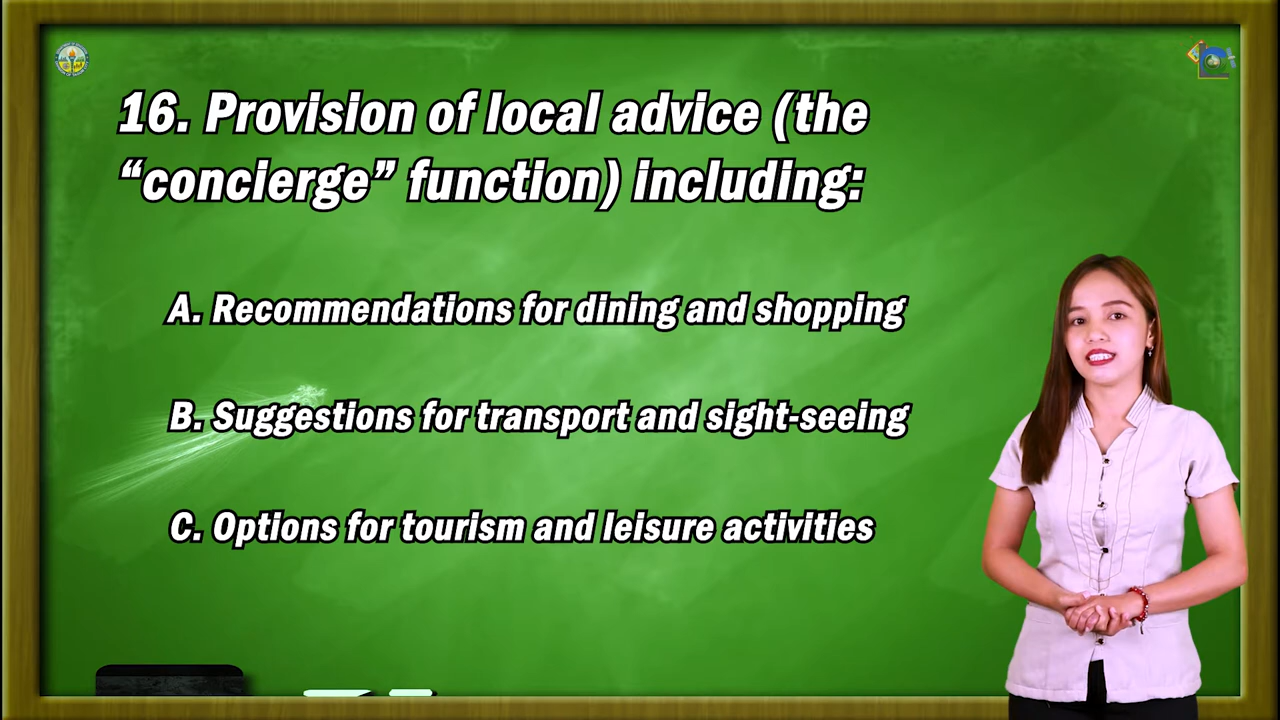 16. Provision of local advice (the
“concierge” function) including:
A. Recommendations for dining and shopping
B. Suggestions for transport and sight-seeing
C. Options for tourism and leisure activities